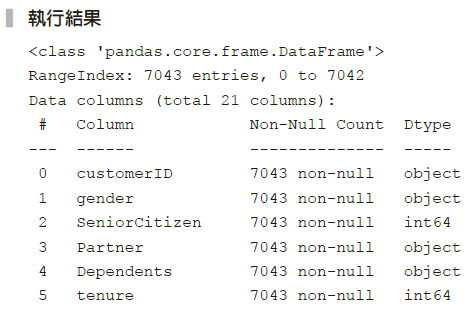 執行結果
<class 'pandas.core.frame.DataFrame'>
RangeIndex: 7043 entries, 0 to 7042
Data columns (total 21 columns):
 #   Column          Non-Null Count  Dtype
---  ------          --------------  -----
 0   customerID      7043 non-null   object
 1   gender          7043 non-null   object
 2   SeniorCitizen   7043 non-null   int64
 3   Partner         7043 non-null   object
 4   Dependents      7043 non-null   object
 5   tenure          7043 non-null   int64